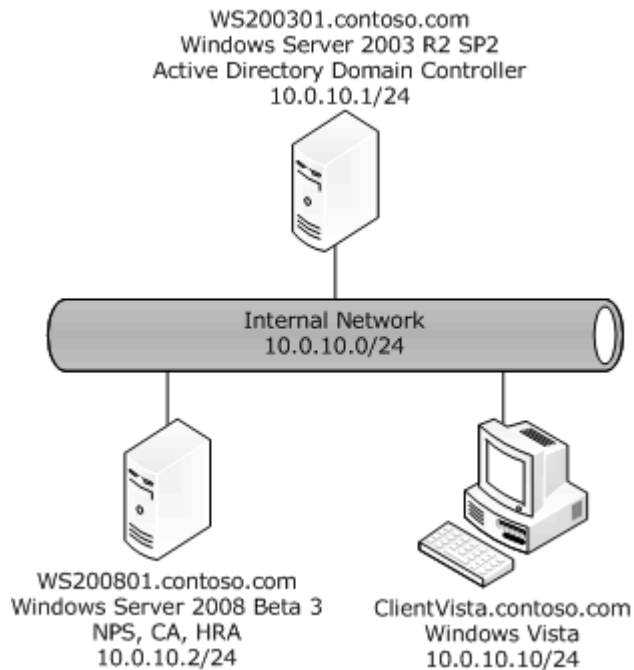 WS200301.contoso.com
Windows Server 2003 R2 SP2
Active Directory Domain Controller
10.0.10.1/24
Internal Network
10.0.10.0/24
WS200801.contoso.com
Windows Server 2008 Beta 3
NPS, CA, HRA
10.0.10.2/24
ClientVista.contoso.com
Windows Vista
10.0.10.10/24